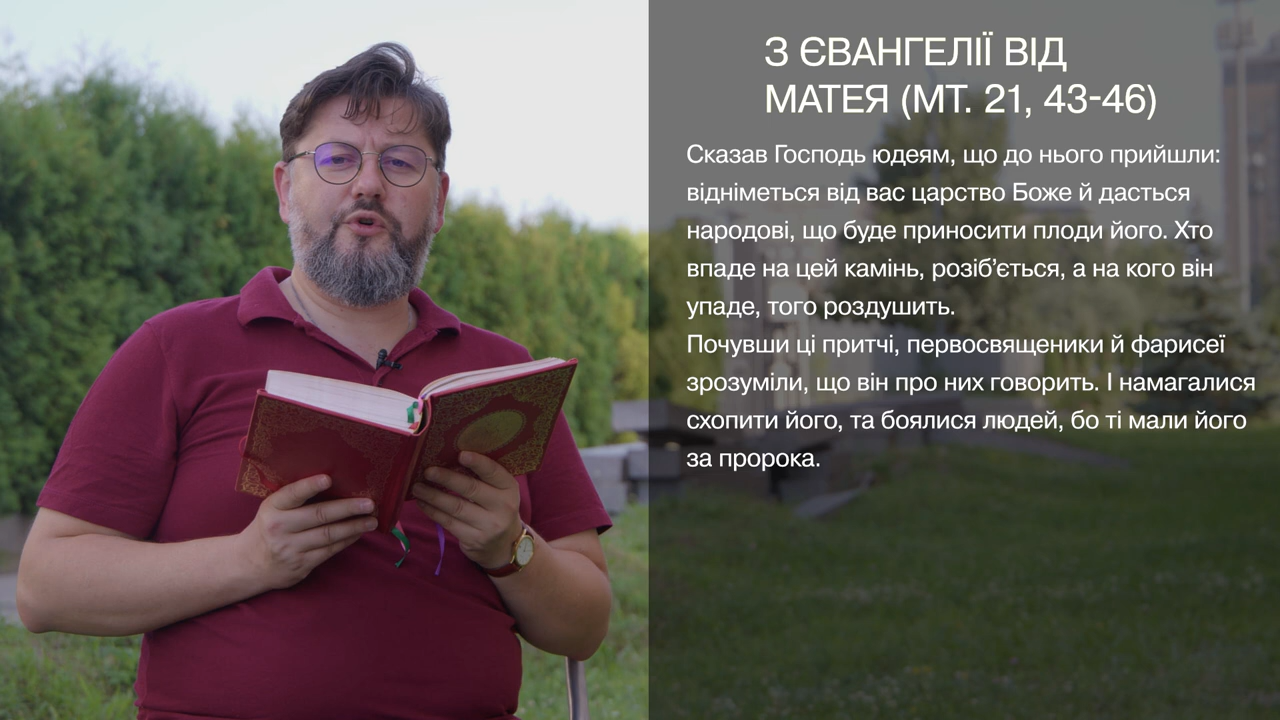 З ЄВАНГЕЛІЇ ВІД
МАТЕЯ (МТ. 21, 43-46)
Сказав Господь юдеям, що до нього прийшли:
відніметься від вас царство Боже й дасться
народові, що буде приносити плоди його. Хто
впаде на цей камінь, розіб’ється, а на кого він
упаде, того роздушить.
Почувши ці притчі, первосвященики й фарисеї
зрозуміли, що він про них говорить. І намагалися
схопити його, та боялися людей, бо ті мали його
за пророка.